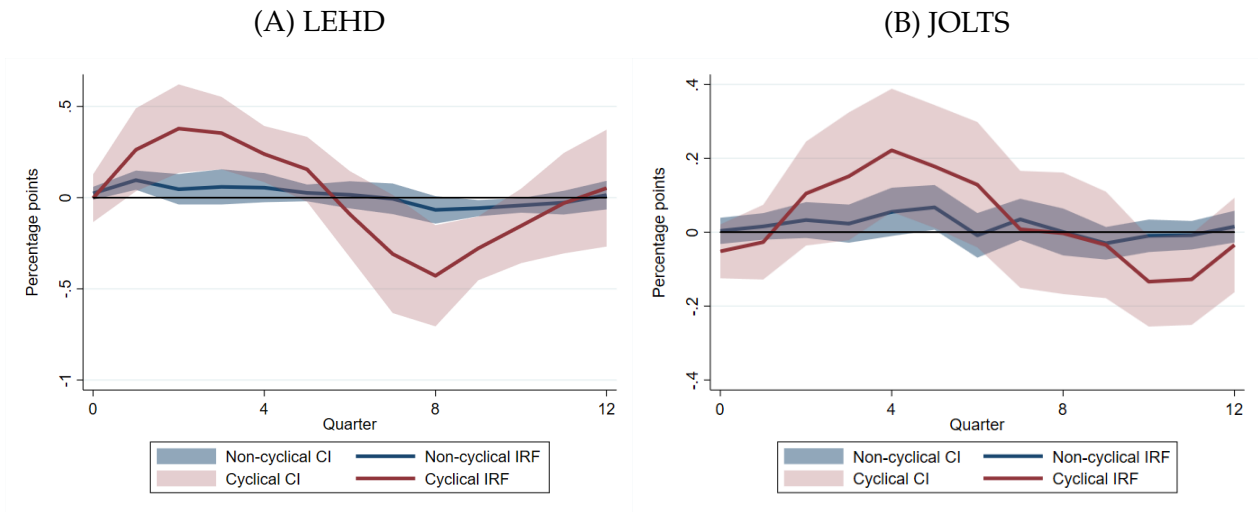 (A) LEHD
(B) JOLTS
Percentage points
.5
0
-.5
-1
0 4 8 12
Quarter
Non-cyclical CI Non-cyclical IRF
Cyclical CI Cyclical IRF
Percentage points
.4
.2
0
-.2
-.4
0 4 8 12
Quarter
Non-cyclical CI Non-cyclical IRF
Cyclical CI Cyclical IRF